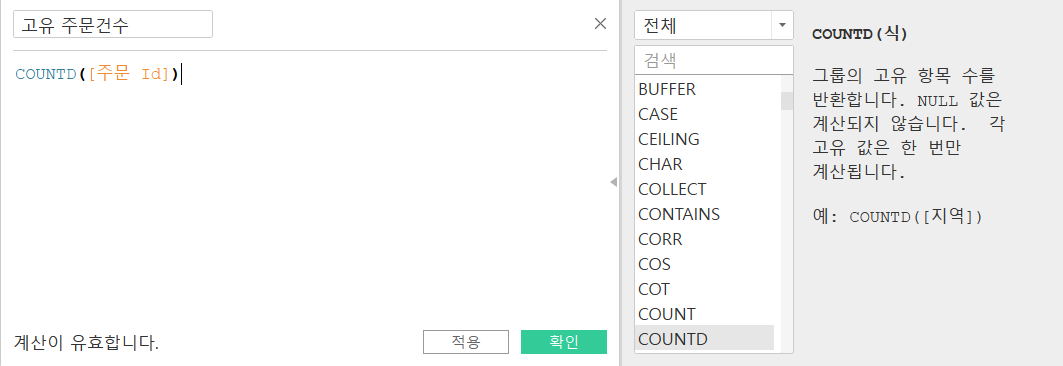 고유 주문건수
COUNTD([주문 Id])
계산이 유효합니다.
적용
확인
전체
검색
BUFFER
CASE
CEILING
CHAR
COLLECT
CONTAINS
CORR
COS
COT
COUNT
COUNTD
COUNTD(식)
그룹의 고유 항목 수를
반환합니다. NULL 값은
계산되지 않습니다. 각
고유 값은 한 번만
계산됩니다.
예: COUNTD([지역])